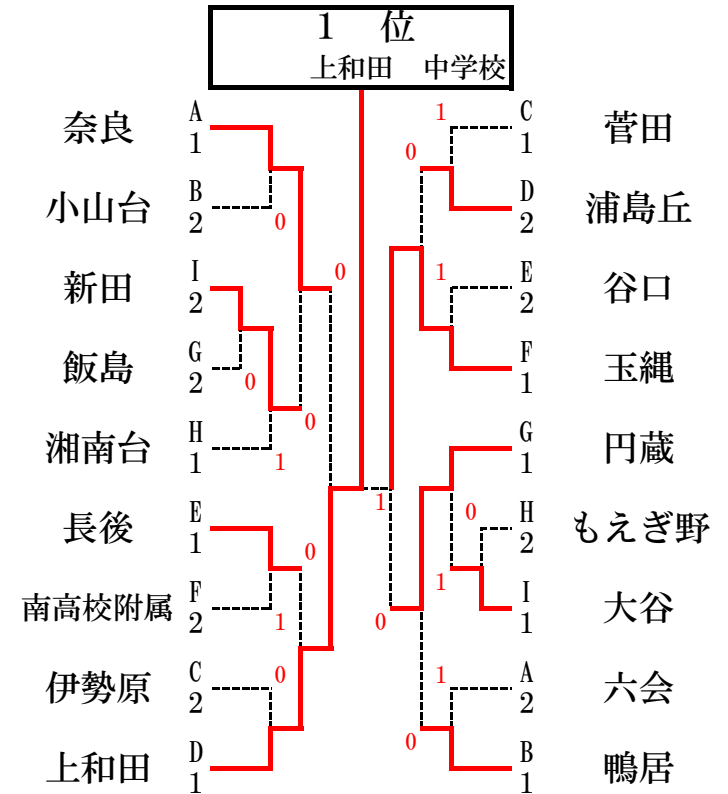 1 位
上和田 中学校
奈良 A 1
小山台 B 2
0
新田 I 2
0
飯島 G 2
0
湘南台 H 1
0
1
長後 E 1
0
南高校附属 F 2
1
伊勢原 C 2
0
上和田 D 1
1
1
C 1 菅田
0
D 2 浦島丘
1
E 2 谷口
F 1 玉縄
G 1 円蔵
0
H 2 もえぎ野
1
I 1 大谷
0
1
A 2 六会
0
B 1 鴨居